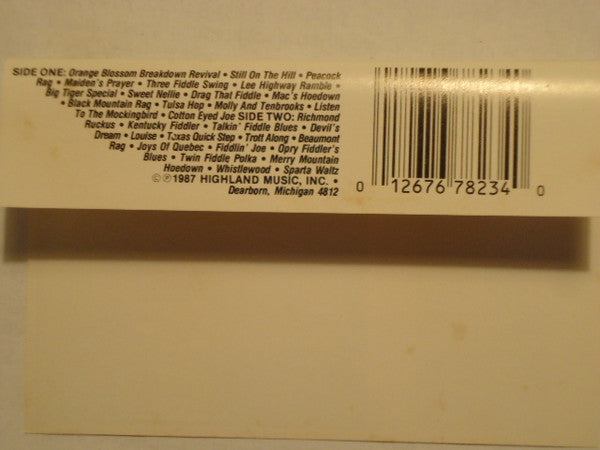 SIDE ONE: Orange Blossom Breakdown Revival • Still On The Hill • Peacock
Rag • Maiden's Prayer • Three Fiddle Swing • Lee Highway Ramble •
Big Tiger Special • Sweet Nellie • Drag That Fiddle • Mac's Hoedown
• Black Mountain Rag • Tulsa Hop • Molly And Tenbrooks • Listen
To The Mockingbird • Cotton Eyed Joe SIDE TWO: Richmond
Ruckus • Kentucky Fiddler • Talkin' Fiddle Blues • Devil's
Dream • Louise • Texas Quick Step • Trott Along • Beaumont
Rag • Joys Of Quebec • Fiddlin' Joe • Opry Fiddler's
Blues • Twin Fiddle Polka • Merry Mountain
Hoedown • Whistlewood • Sparta Waltz
©℗1987 HIGHLAND MUSIC, INC. •
Dearborn, Michigan 4812
0 12676 78234 0